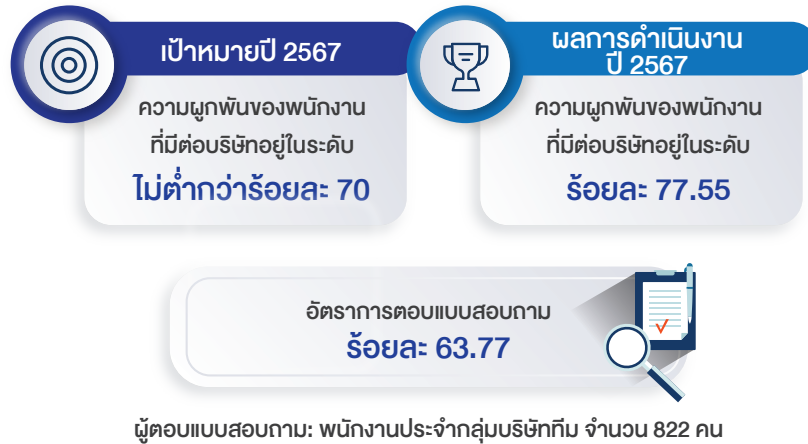 เป้าหมายปี 2567
ความผูกพันของพนักงาน
ที่มีต่อบริษัทอยู่ในระดับ
ไม่ต่ำกว่าร้อยละ 70
ผลการดำเนินงาน
ปี 2567
ความผูกพันของพนักงาน
ที่มีต่อบริษัทอยู่ในระดับ
ร้อยละ 77.55
อัตราการตอบแบบสอบถาม
ร้อยละ 63.77
ผู้ตอบแบบสอบถาม: พนักงานประจำกลุ่มบริษัททีม จำนวน 822 คน